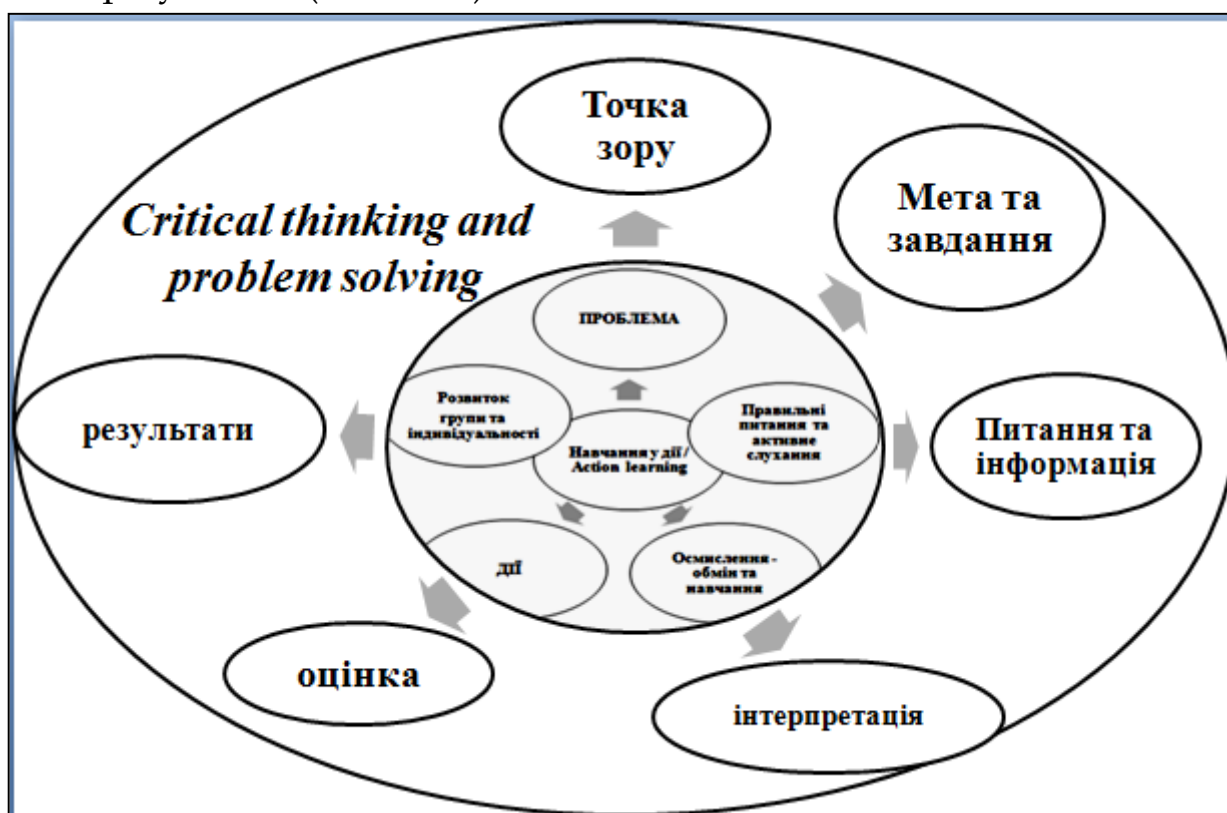 Точка
зору
Мета та
завдання
Critical thinking and
problem solving
ПРОБЛЕМА
результати
Розвиток
групи та
індивідуальності
Навчання у дії /
Action learning
Правильні
питання та
активне
слухання
Питання та
інформація
ДІЇ
Осмислення -
обмін та
навчання
оцінка
інтерпретація